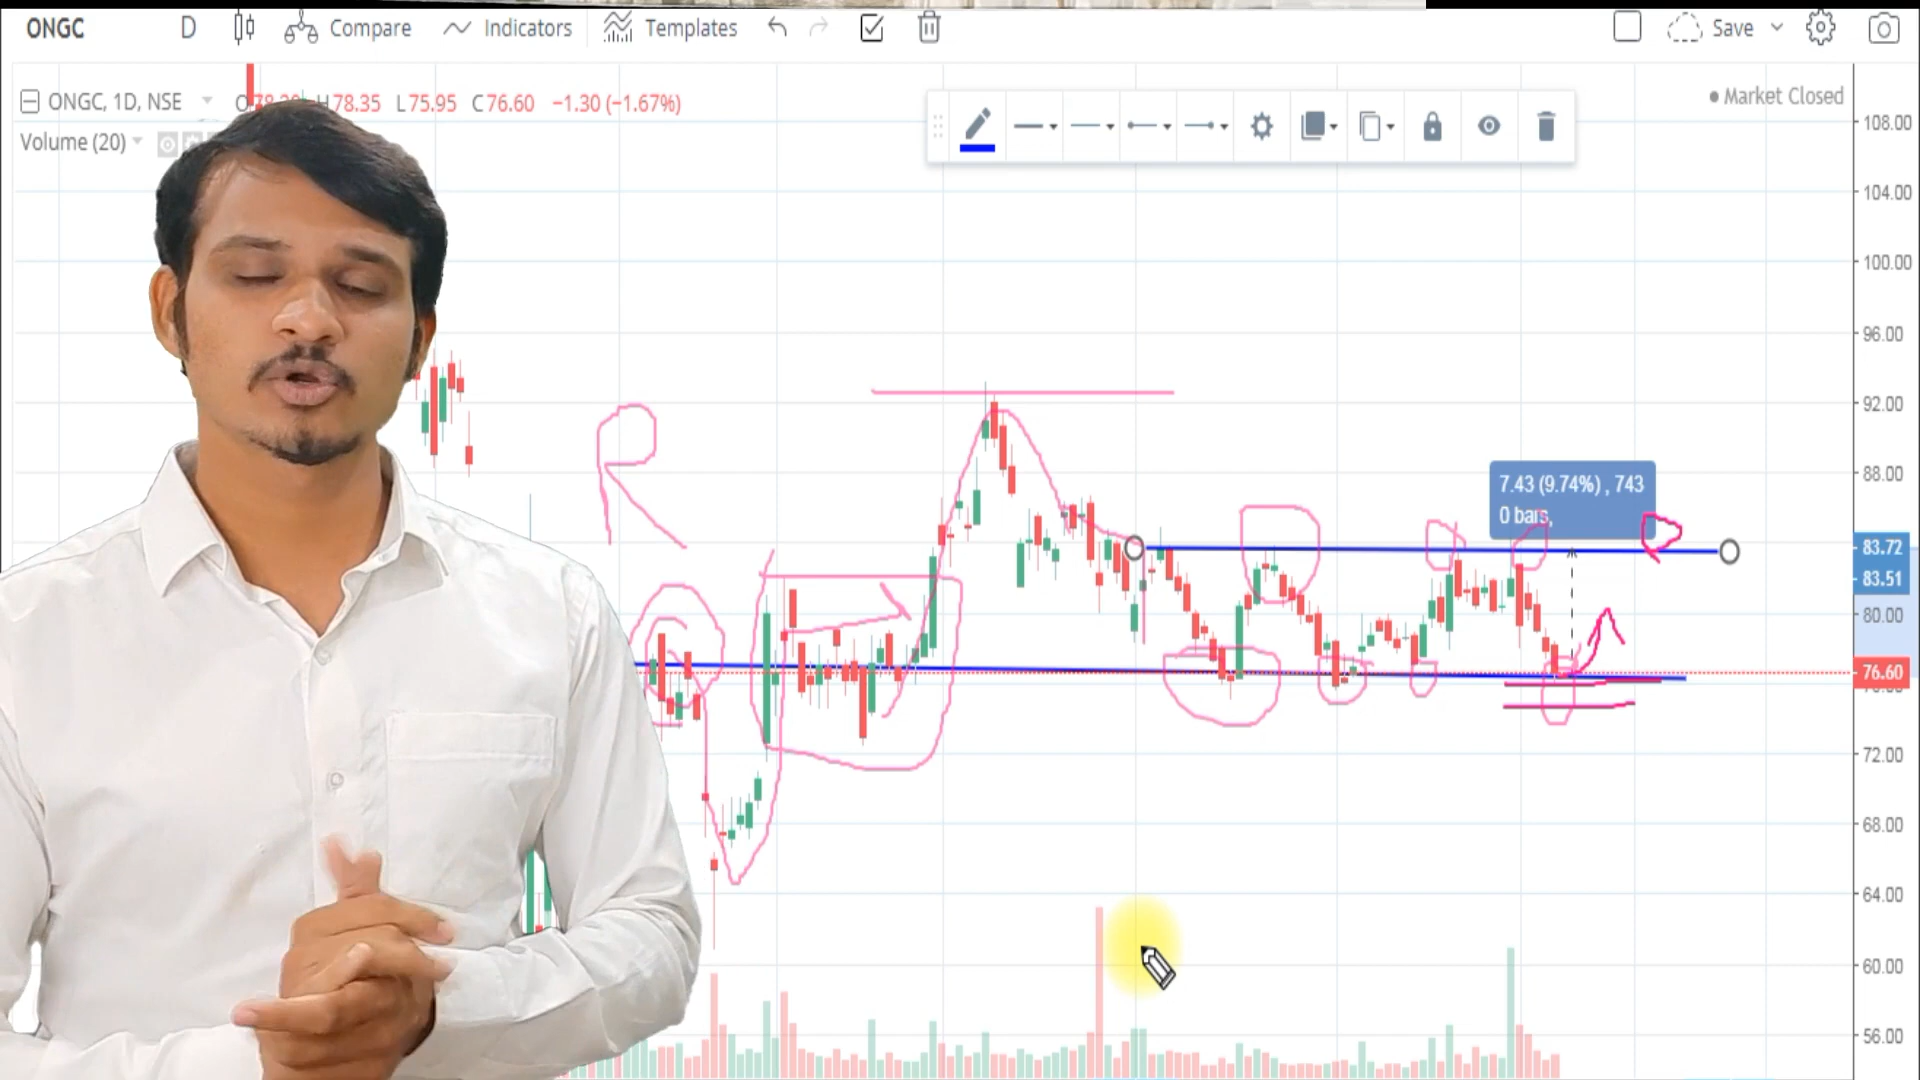 ONGC D Compare Indicators Templates Save
ONGC, 1D, NSE H78.35 L75.95 C76.60 −1.30 (−1.67%)
Market Closed
Volume (20)
108.00
104.00
100.00
96.00
92.00
88.00
7.43 (9.74%) , 743
0 bars,
83.72
83.51
80.00
76.60
72.00
68.00
64.00
60.00
56.00
R